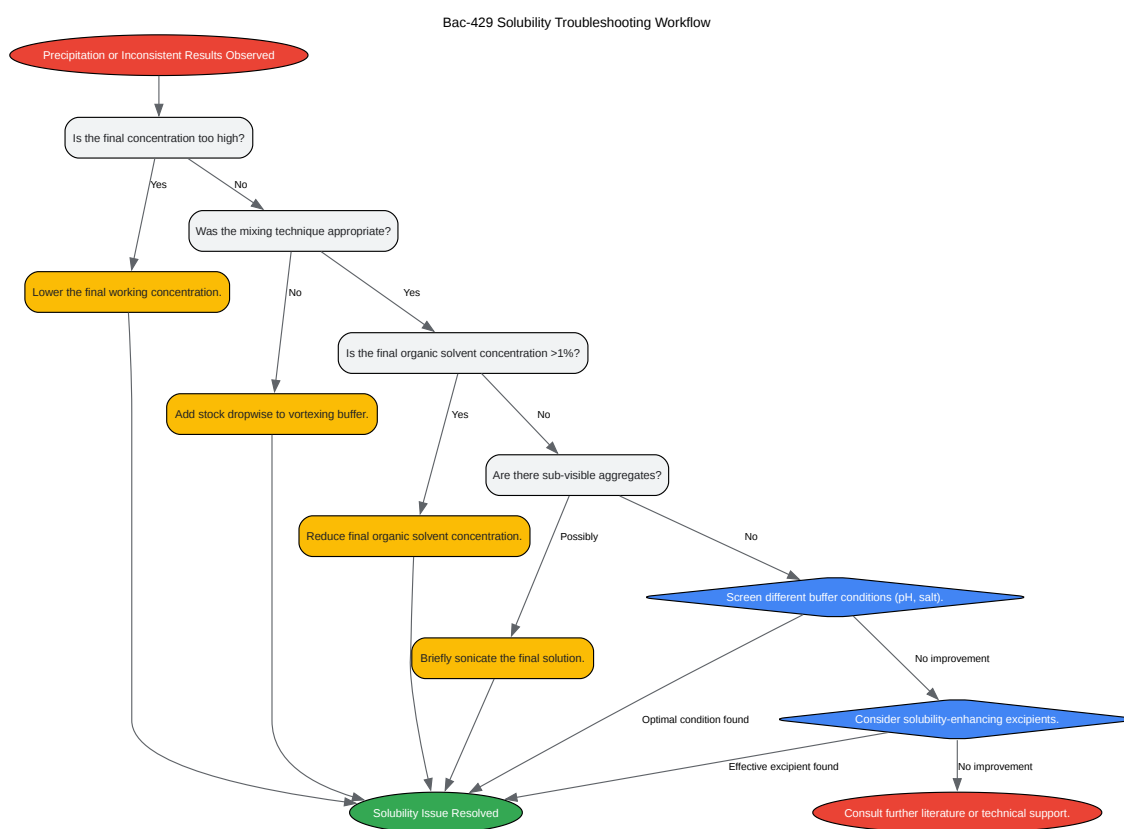 Bac-429 Solubility Troubleshooting Workflow
Precipitation or Inconsistent Results Observed
Is the final concentration too high?
Yes
No
Was the mixing technique appropriate?
Lower the final working concentration.
No
Yes
Is the final organic solvent concentration >1%?
Add stock dropwise to vortexing buffer.
Yes
No
Are there sub-visible aggregates?
Reduce final organic solvent concentration.
Possibly
No
Screen different buffer conditions (pH, salt).
Briefly sonicate the final solution.
No improvement
Optimal condition found
Consider solubility-enhancing excipients.
Effective excipient found
No improvement
Solubility Issue Resolved
Consult further literature or technical support.